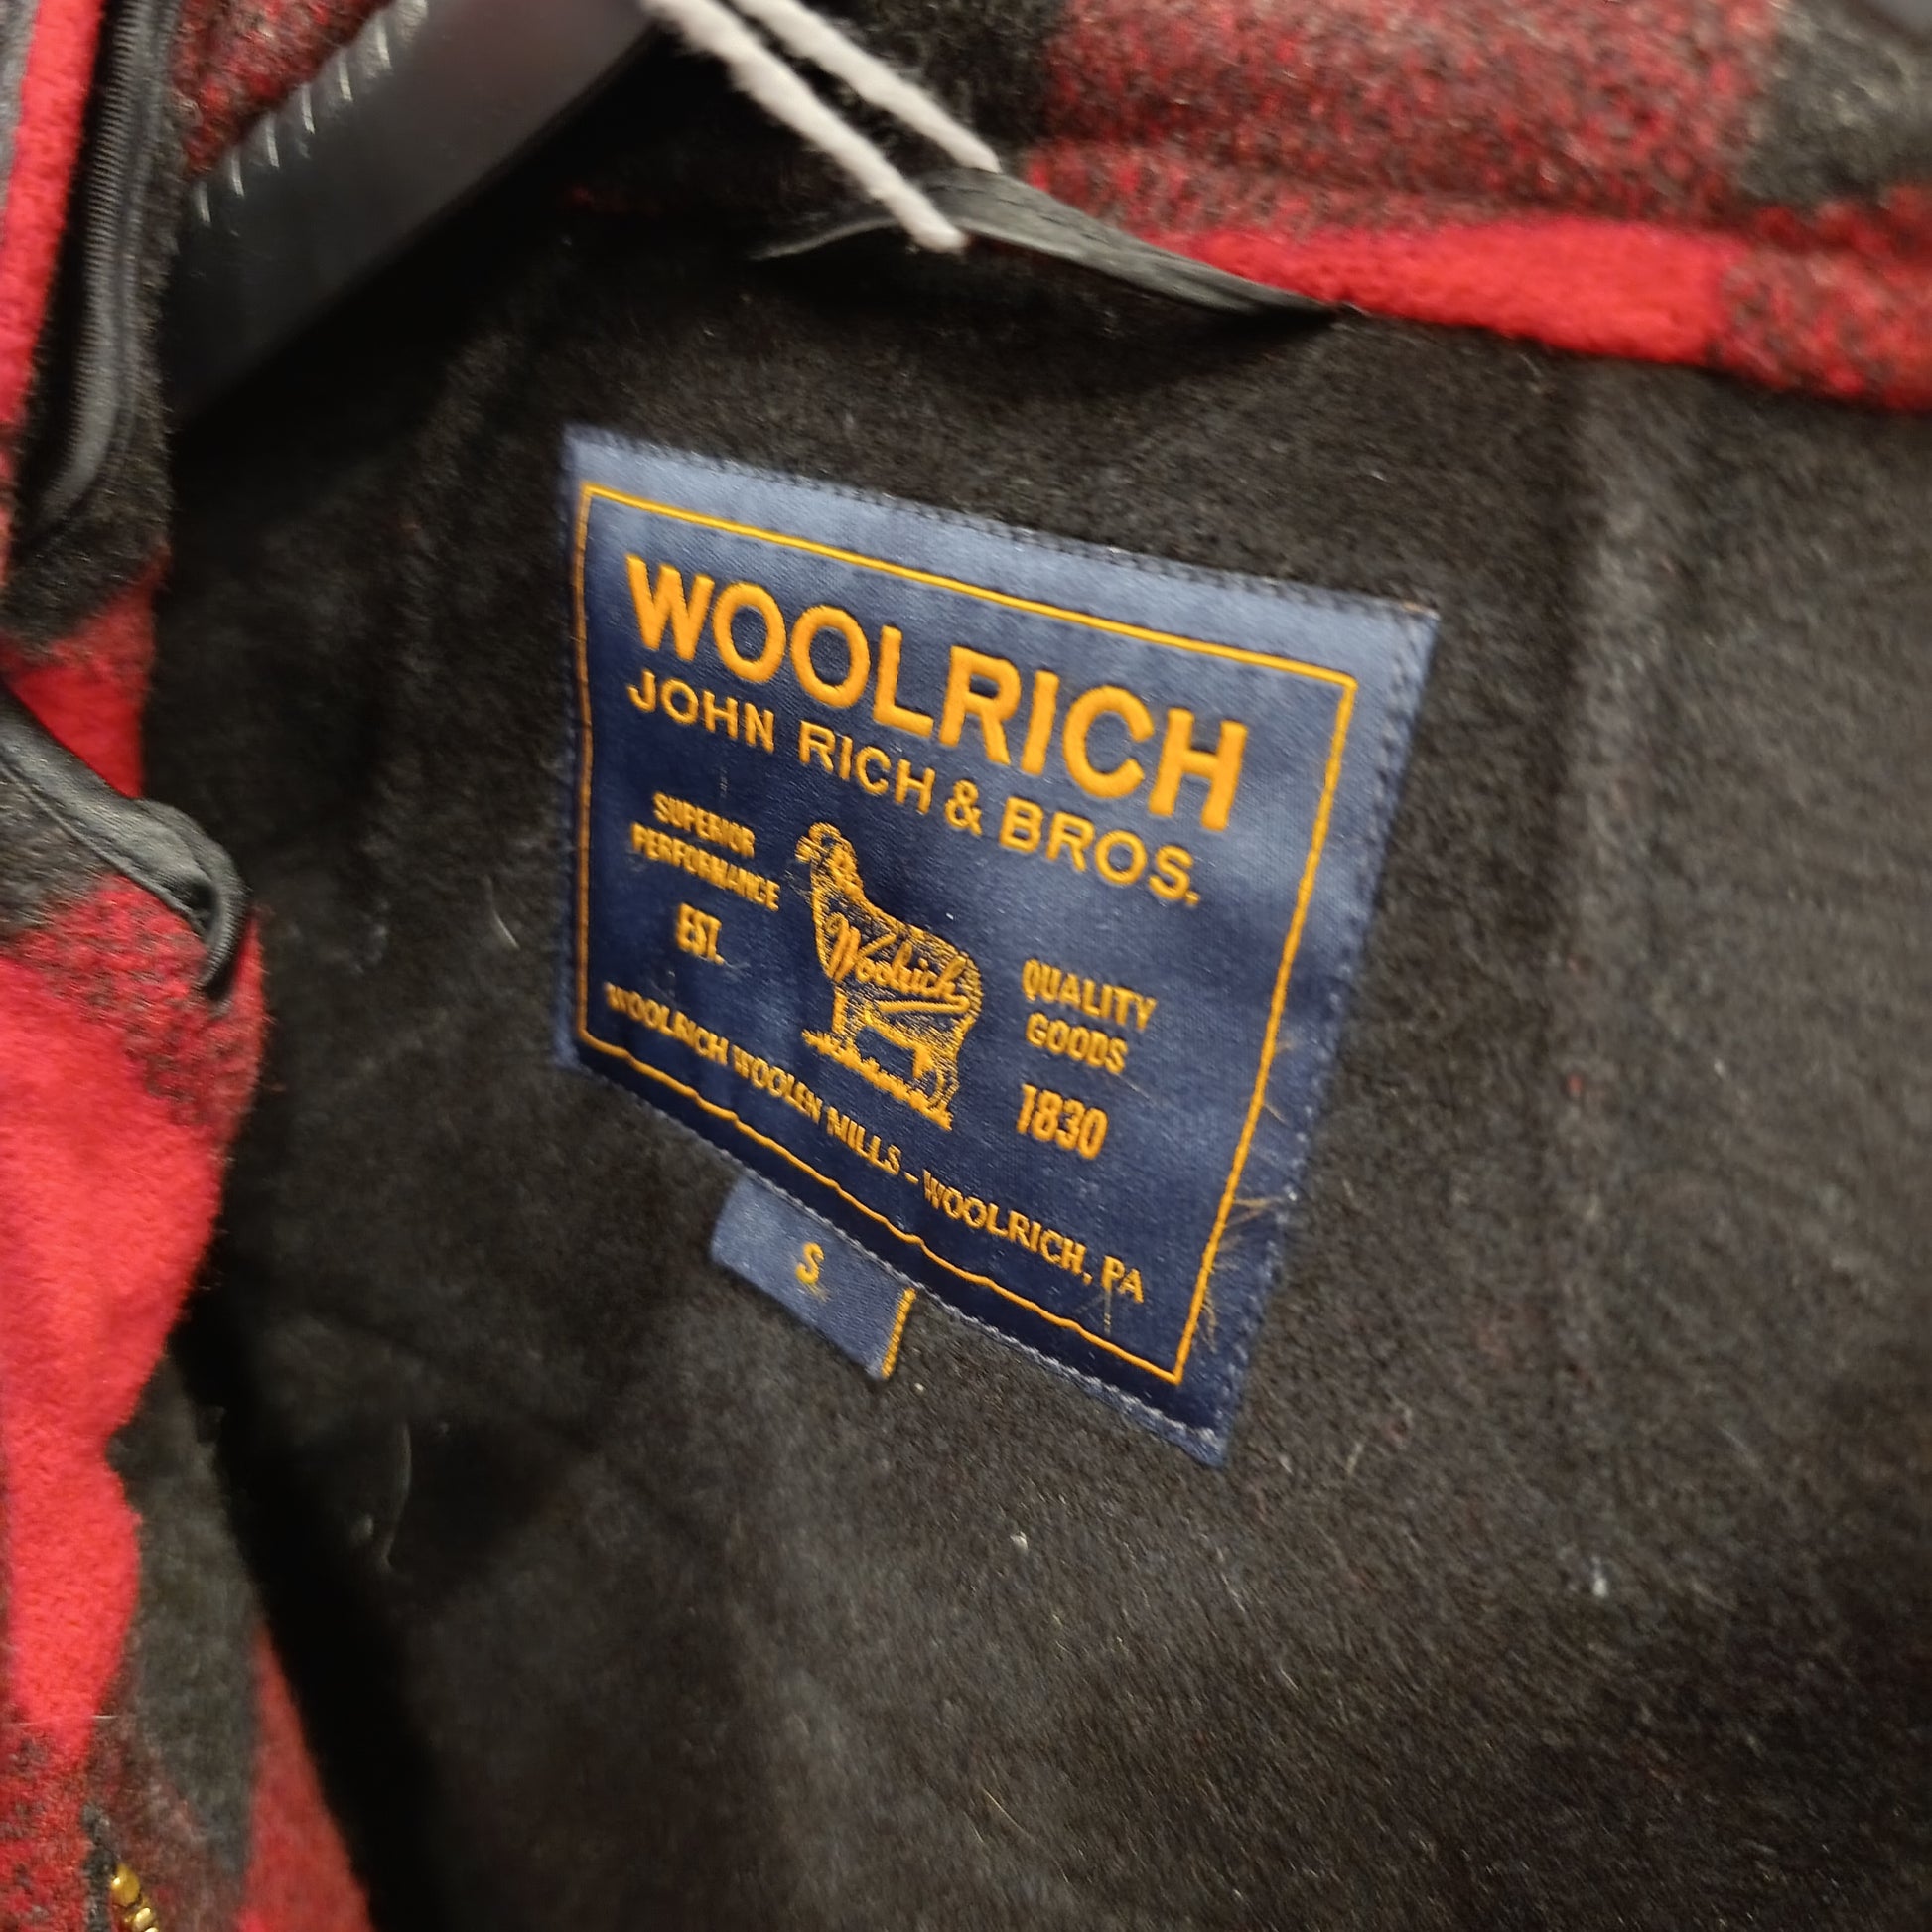 WOOLRICH
JOHN RICH & BROS.
SUPERIOR
PERFORMANCE
EST.
Woolrich
QUALITY
GOODS
1830
WOOLRICH WOOLEN MILLS - WOOLRICH, PA
S